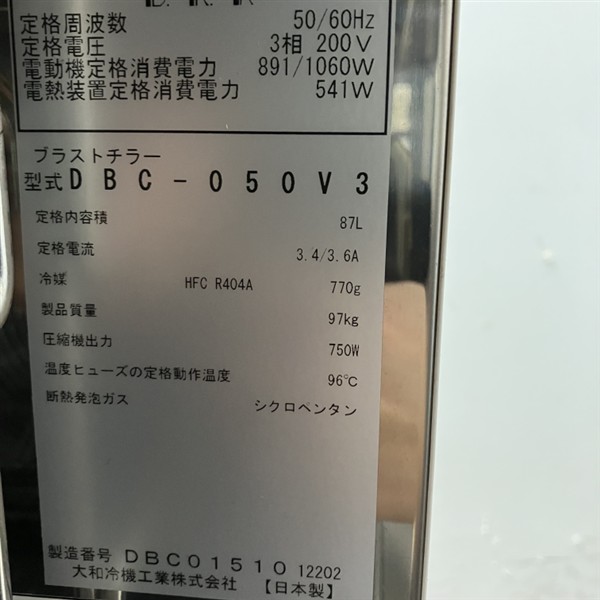 定格周波数 50/60Hz
定格電圧 3相 200V
電動機定格消費電力 891/1060W
電熱装置定格消費電力 541W
ブラストチラー
型式DBC-050V3
定格内容積 87L
定格電流 3.4/3.6A
冷媒 HFC R404A 770g
製品質量 97kg
圧縮機出力 750W
温度ヒューズの定格動作温度 96℃
断熱発泡ガス シクロペンタン
製造番号 DBC01510 12202
大和冷機工業株式会社 【日本製】